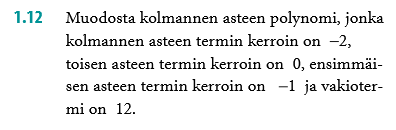 1.12 Muodosta kolmannen asteen polynomi, jonka
kolmannen asteen termin kerroin on −2,
toisen asteen termin kerroin on 0, ensimmäi-
sen asteen termin kerroin on −1 ja vakioter-
mi on 12.